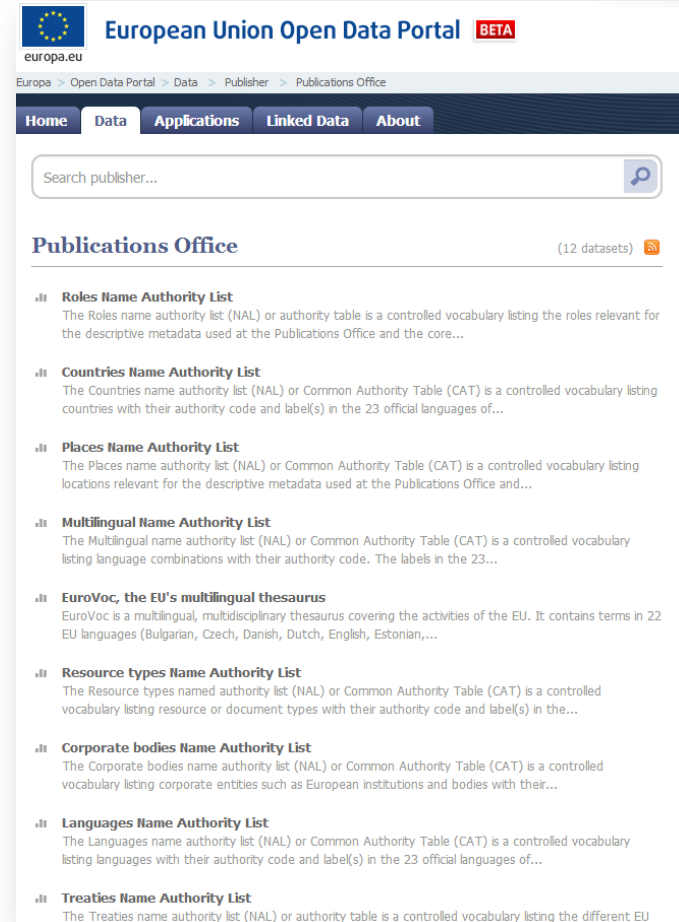 European Union Open Data Portal BETA
europa.eu
Europa > Open Data Portal > Data > Publisher > Publications Office
Home Data Applications Linked Data About
Search publisher...
Publications Office (12 datasets)
Roles Name Authority List
The Roles name authority list (NAL) or authority table is a controlled vocabulary listing the roles relevant for
the descriptive metadata used at the Publications Office and the core...
Countries Name Authority List
The Countries name authority list (NAL) or Common Authority Table (CAT) is a controlled vocabulary listing
countries with their authority code and label(s) in the 23 official languages of...
Places Name Authority List
The Places name authority list (NAL) or Common Authority Table (CAT) is a controlled vocabulary listing
locations relevant for the descriptive metadata used at the Publications Office and...
Multilingual Name Authority List
The Multilingual name authority list (NAL) or Common Authority Table (CAT) is a controlled vocabulary
listing language combinations with their authority code. The labels in the 23...
EuroVoc, the EU's multilingual thesaurus
EuroVoc is a multilingual, multidisciplinary thesaurus covering the activities of the EU. It contains terms in 22
EU languages (Bulgarian, Czech, Danish, Dutch, English, Estonian,...
Resource types Name Authority List
The Resource types named authority list (NAL) or Common Authority Table (CAT) is a controlled
vocabulary listing resource or document types with their authority code and label(s) in the...
Corporate bodies Name Authority List
The Corporate bodies name authority list (NAL) or Common Authority Table (CAT) is a controlled
vocabulary listing corporate entities such as European institutions and bodies with their...
Languages Name Authority List
The Languages name authority list (NAL) or Common Authority Table (CAT) is a controlled vocabulary
listing languages with their authority code and label(s) in the 23 official languages of...
Treaties Name Authority List
The Treaties name authority list (NAL) or authority table is a controlled vocabulary listing the different EU